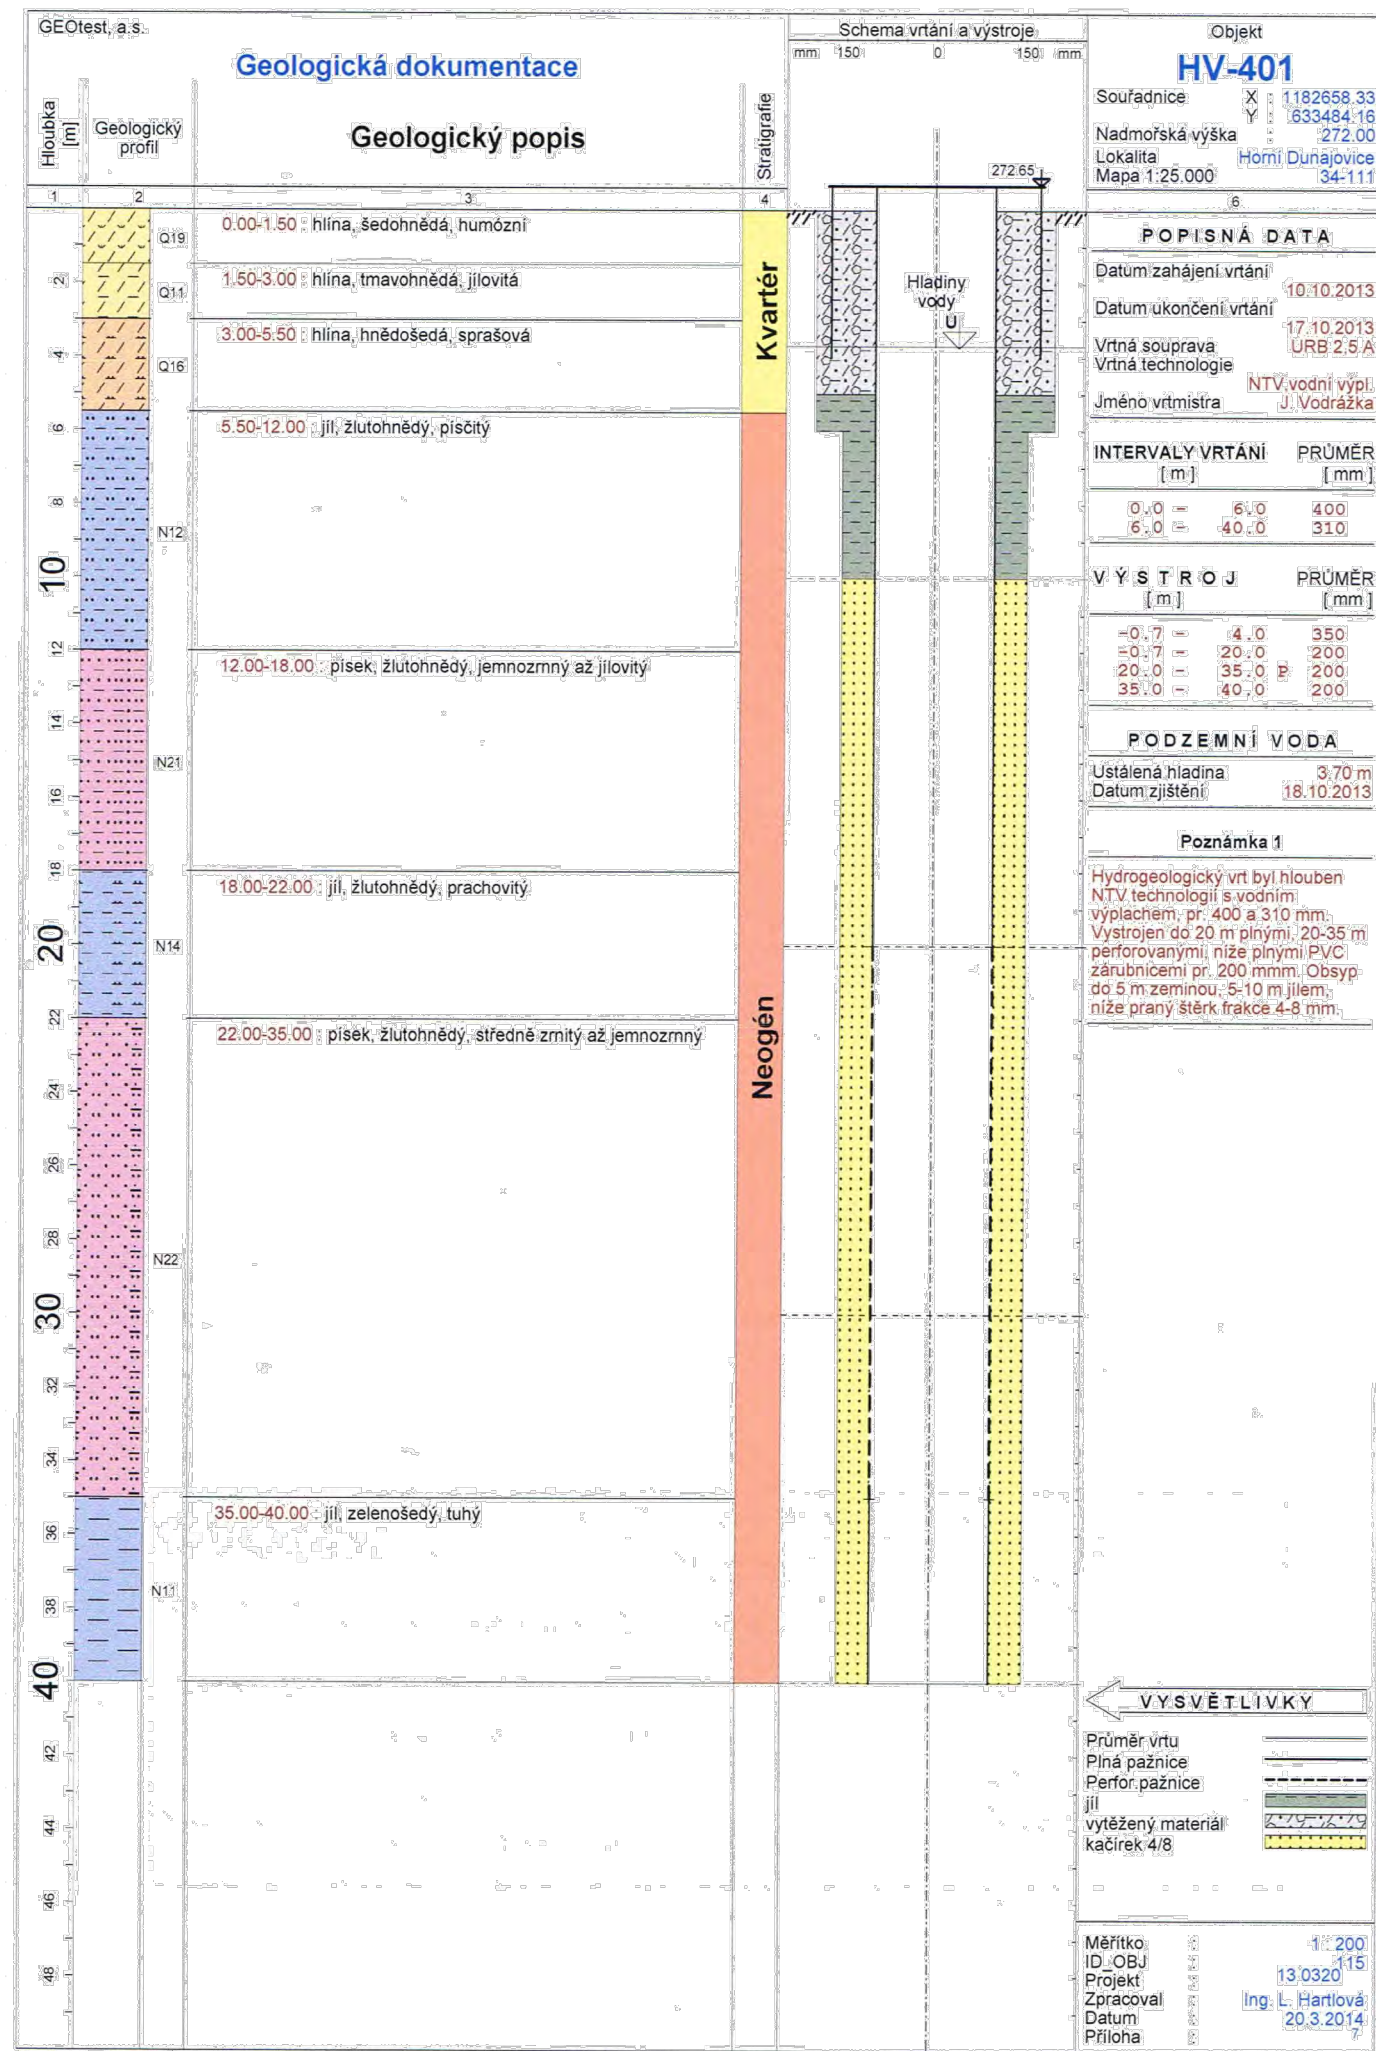 GEOtest, a.s.
Geologická dokumentace
Hloubka
[m]
Geologický
profil
Geologický popis
Stratigrafie
1
2
3
4
Schema vrtání a výstroje
mm 150 0 150 mm
Objekt
HV-401
Souřadnice X : 1182658.33
Y : 633484.16
Nadmořská výška : 272.00
Lokalita Horní Dunajovice
Mapa 1:25.000 34-111
6
272.65
Q19
0.00-1.50 : hlína, šedohnědá, humózní
Q11
1.50-3.00 : hlína, tmavohnědá, jílovitá
Q16
3.00-5.50 : hlína, hnědošedá, sprašová
N12
5.50-12.00 : jíl, žlutohnědý, písčitý
N21
12.00-18.00 : písek, žlutohnědý, jemnozrnný až jílovitý
N14
18.00-22.00 : jíl, žlutohnědý, prachovitý
N22
22.00-35.00 : písek, žlutohnědý, středně zrnitý až jemnozrnný
N11
35.00-40.00 : jíl, zelenošedý, tuhý
2
4
6
8
10
12
14
16
18
20
22
24
26
28
30
32
34
36
38
40
42
44
46
48
Kvartér
Neogén
Hladiny
vody
U
POPISNÁ DATA
Datum zahájení vrtání
10.10.2013
Datum ukončení vrtání
17.10.2013
Vrtná souprava URB 2,5 A
Vrtná technologie
NTV,vodní výpl.
Jméno vrtmistra J. Vodrážka
INTERVALY VRTÁNÍ PRŮMĚR
[ m ] [ mm ]
0.0 - 6.0 400
6.0 - 40.0 310
VÝSTROJ PRŮMĚR
[ m ] [ mm ]
-0.7 - 4.0 350
-0.7 - 20.0 200
20.0 - 35.0 P 200
35.0 - 40.0 200
PODZEMNÍ VODA
Ustálená hladina 3.70 m
Datum zjištění 18.10.2013
Poznámka 1
Hydrogeologický vrt byl hlouben
NTV technologií s vodním
výplachem, pr. 400 a 310 mm.
Vystrojen do 20 m plnými, 20-35 m
perforovanými, níže plnými PVC
zárubnicemi pr. 200 mmm. Obsyp
do 5 m zeminou, 5-10 m jílem,
níže praný štěrk frakce 4-8 mm.
VYSVĚTLIVKY
Průměr vrtu
Plná pažnice
Perfor.pažnice
jíl
vytěžený materiál
kačírek 4/8
Měřítko : 1 : 200
ID_OBJ : 115
Projekt : 13 0320
Zpracoval : Ing. L. Hartlová
Datum : 20.3.2014
Příloha : 7